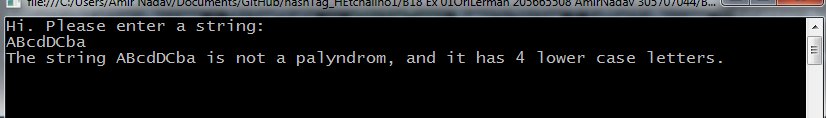 file:///C:/Users/Amir Nadav/Documents/GitHub/hashTag_HEtchalino1/B18 Ex 01OriLerman 205665508 AmirNadav 305707044/B...
Hi. Please enter a string:
ABcdDCba
The string ABcdDCba is not a palyndrom, and it has 4 lower case letters.